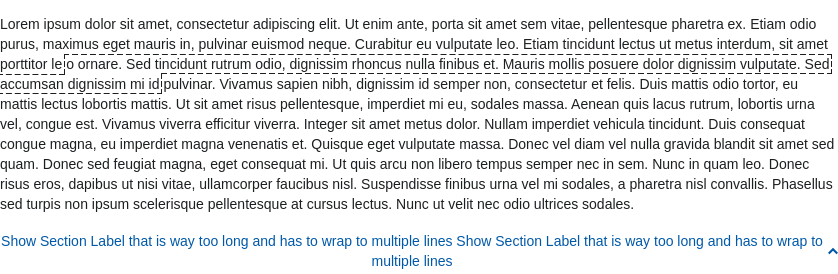 Lorem ipsum dolor sit amet, consectetur adipiscing elit. Ut enim ante, porta sit amet sem vitae, pellentesque pharetra ex. Etiam odio
purus, maximus eget mauris in, pulvinar euismod neque. Curabitur eu vulputate leo. Etiam tincidunt lectus ut metus interdum, sit amet
porttitor leo ornare. Sed tincidunt rutrum odio, dignissim rhoncus nulla finibus et. Mauris mollis posuere dolor dignissim vulputate. Sed
accumsan dignissim mi id pulvinar. Vivamus sapien nibh, dignissim id semper non, consectetur et felis. Duis mattis odio tortor, eu
mattis lectus lobortis mattis. Ut sit amet risus pellentesque, imperdiet mi eu, sodales massa. Aenean quis lacus rutrum, lobortis urna
vel, congue est. Vivamus viverra efficitur viverra. Integer sit amet metus dolor. Nullam imperdiet vehicula tincidunt. Duis consequat
congue magna, eu imperdiet magna venenatis et. Quisque eget vulputate massa. Donec vel diam vel nulla gravida blandit sit amet sed
quam. Donec sed feugiat magna, eget consequat mi. Ut quis arcu non libero tempus semper nec in sem. Nunc in quam leo. Donec
risus eros, dapibus ut nisi vitae, ullamcorper faucibus nisl. Suspendisse finibus urna vel mi sodales, a pharetra nisl convallis. Phasellus
sed turpis non ipsum scelerisque pellentesque at cursus lectus. Nunc ut velit nec odio ultrices sodales.
Show Section Label that is way too long and has to wrap to multiple lines Show Section Label that is way too long and has to wrap to
multiple lines